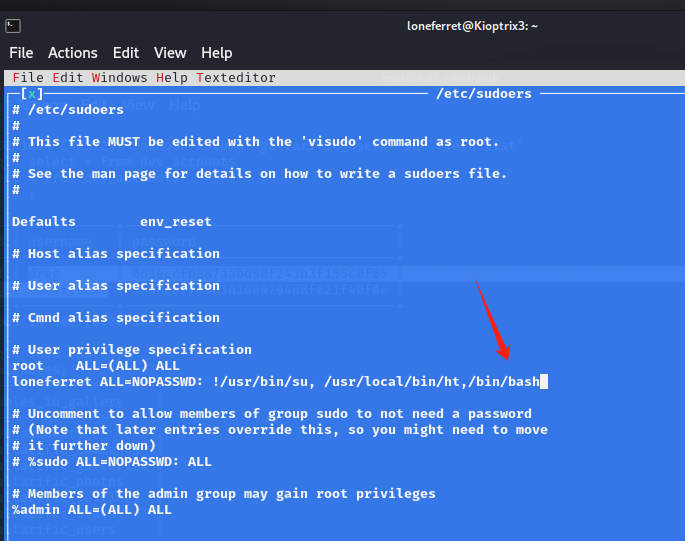 loneferret@Kioptrix3: ~
File Actions Edit View Help
File Edit Windows Help Texteditor
[x] /etc/sudoers
# /etc/sudoers
#
# This file MUST be edited with the 'visudo' command as root.
#
# See the man page for details on how to write a sudoers file.
#
Defaults env_reset
# Host alias specification
# User alias specification
# Cmnd alias specification
# User privilege specification
root ALL=(ALL) ALL
loneferret ALL=NOPASSWD: !/usr/bin/su, /usr/local/bin/ht,/bin/bash
# Uncomment to allow members of group sudo to not need a password
# (Note that later entries override this, so you might need to move
# it further down)
# %sudo ALL=NOPASSWD: ALL
# Members of the admin group may gain root privileges
%admin ALL=(ALL) ALL